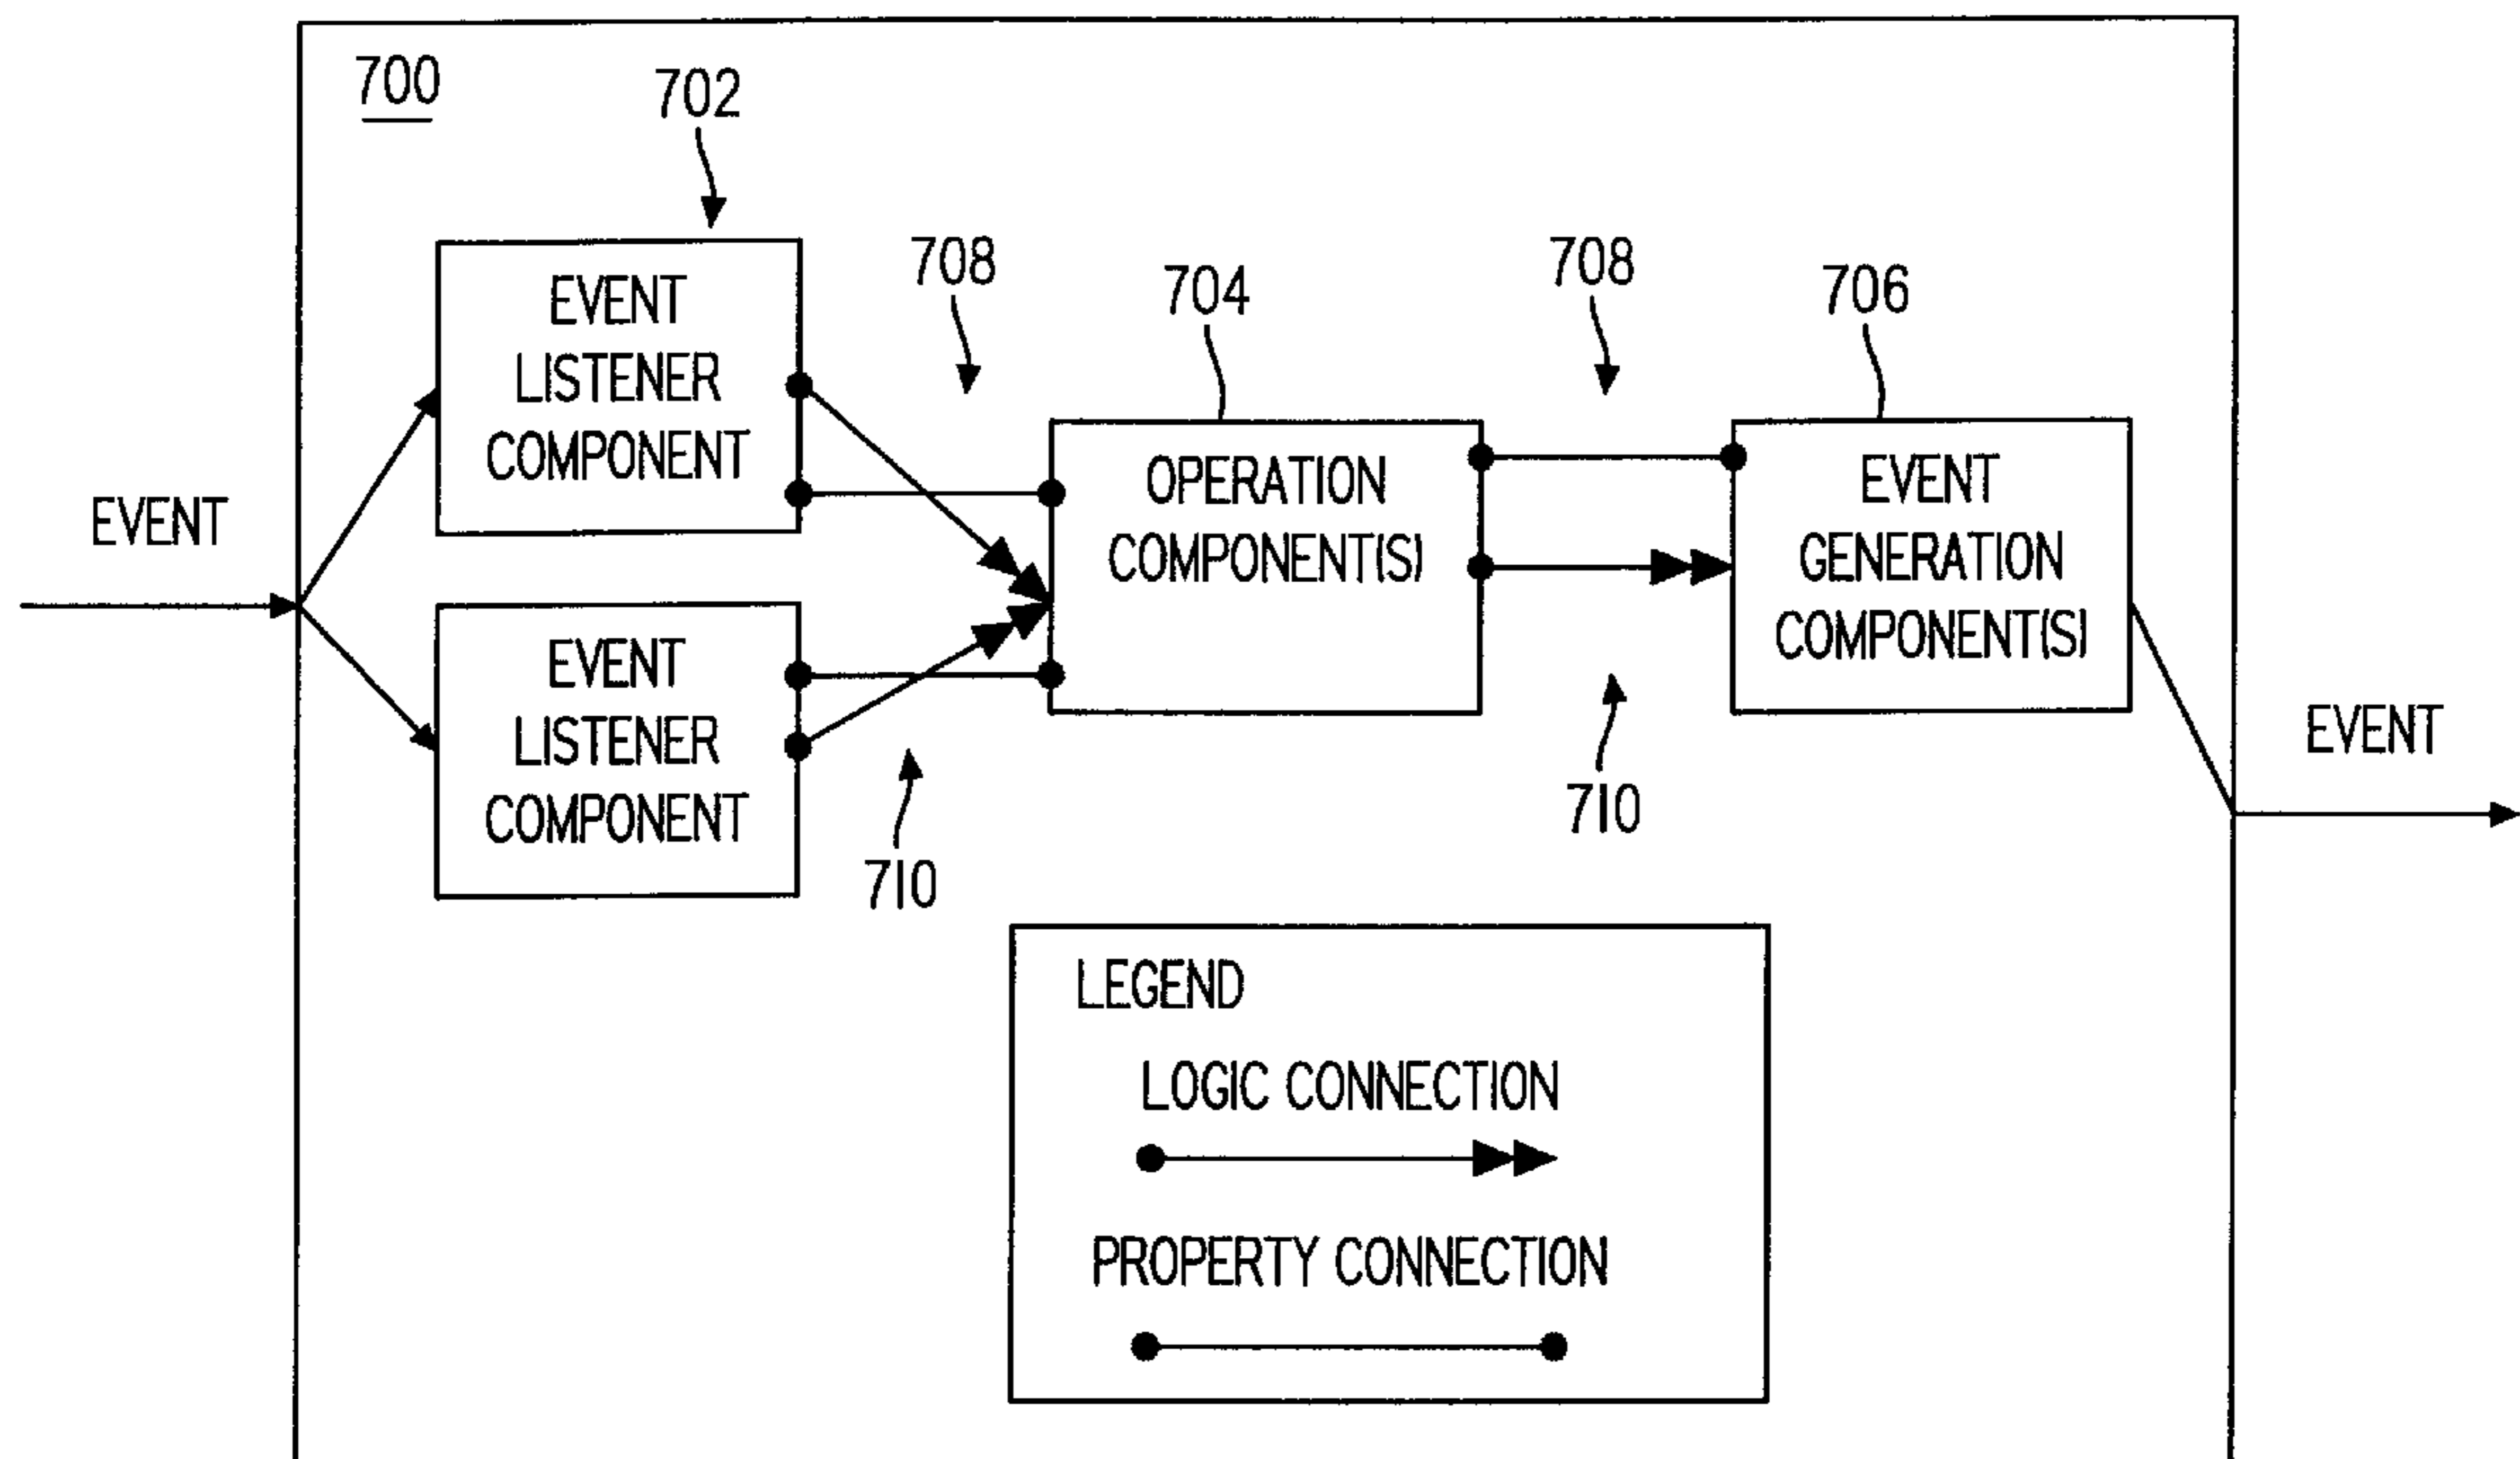 700
702
708
704
708
706
EVENT
LISTENER
COMPONENT
OPERATION
COMPONENT(S)
EVENT
GENERATION
COMPONENT(S)
EVENT
EVENT
LISTENER
COMPONENT
710
710
EVENT
LEGEND
LOGIC CONNECTION
PROPERTY CONNECTION